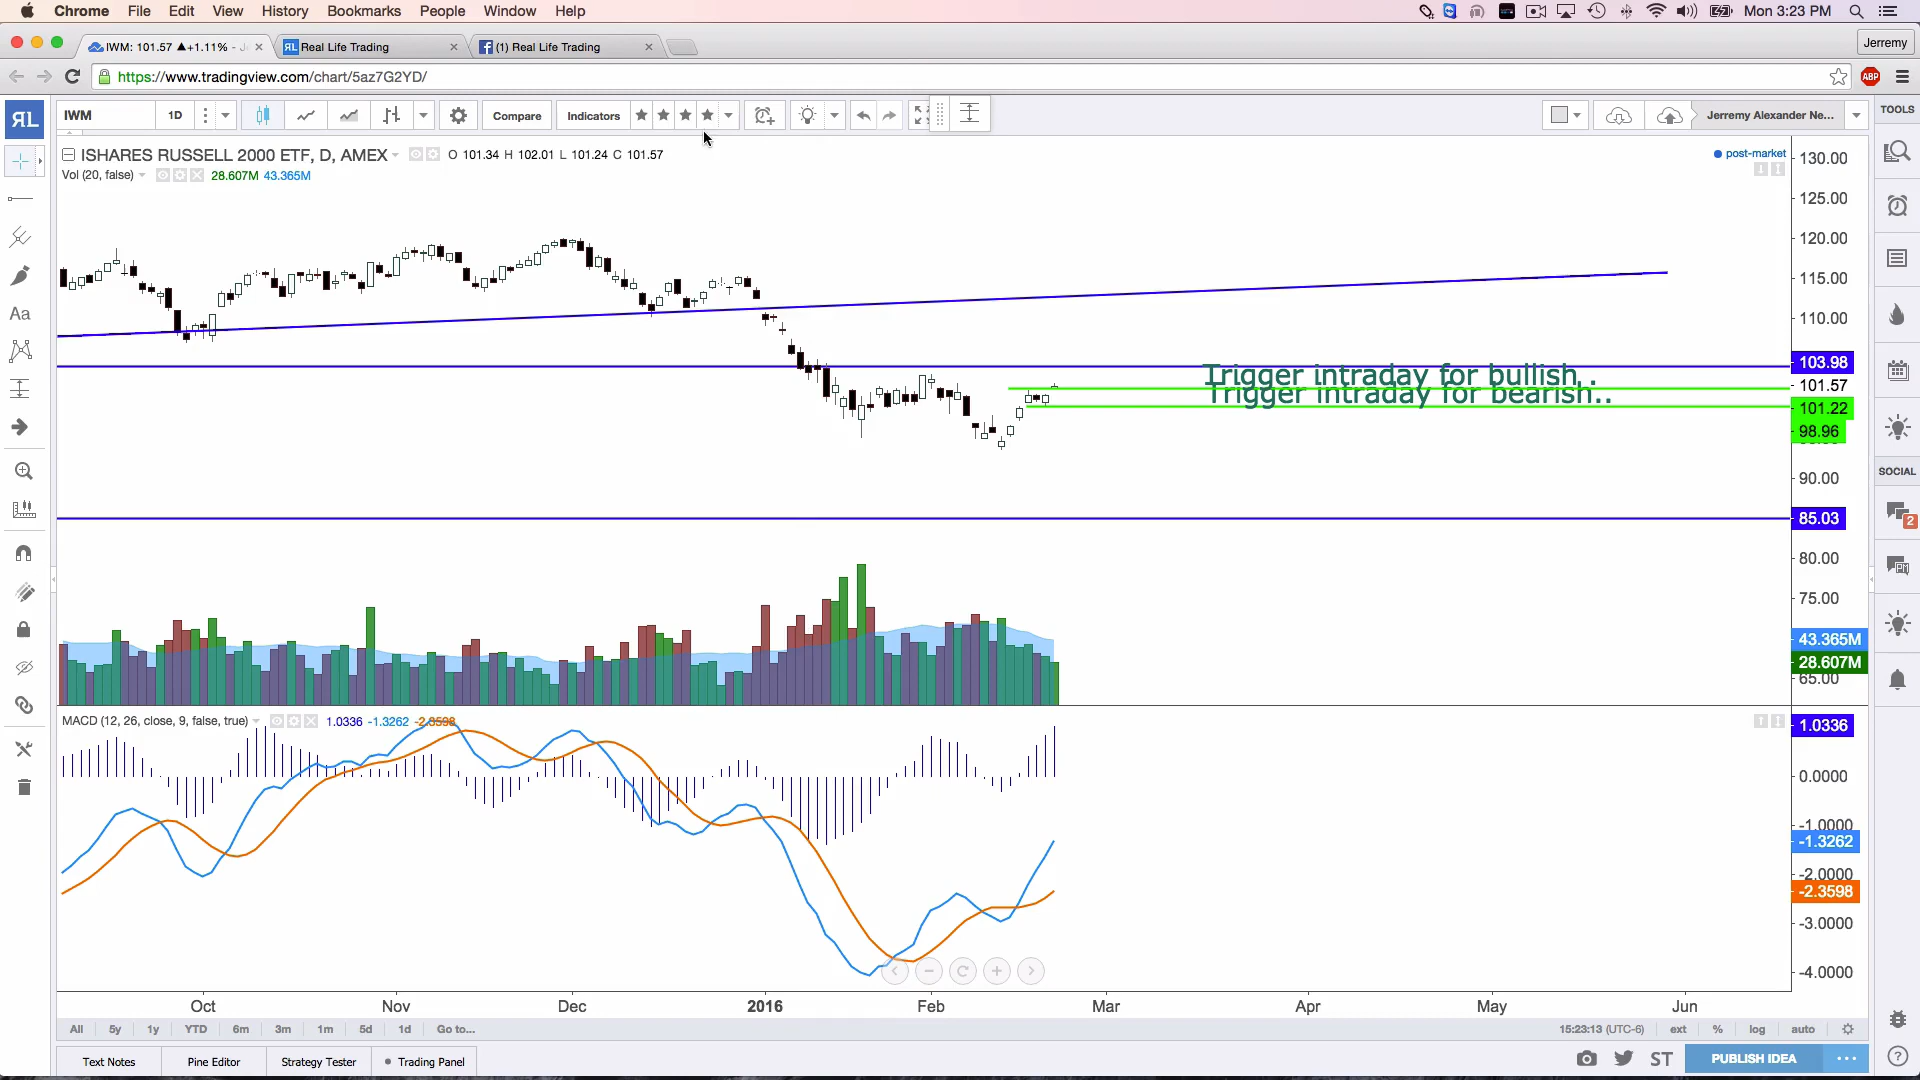 Chrome File Edit View History Bookmarks People Window Help Mon 3:23 PM
IWM: 101.57 ▲+1.11% - Je Real Life Trading (1) Real Life Trading Jerremy
https://www.tradingview.com/chart/5az7G2YD/ ABP
IWM 1D Compare Indicators Jerremy Alexander Ne... TOOLS
ISHARES RUSSELL 2000 ETF, D, AMEX O 101.34 H 102.01 L 101.24 C 101.57 post-market
Vol (20, false) 28.607M 43.365M
130.00
125.00
120.00
115.00
110.00
103.98
Trigger intraday for bullish..
101.57
Trigger intraday for bearish..
101.22
98.96
SOCIAL
90.00
85.03
2
80.00
75.00
43.365M
28.607M
65.00
MACD (12, 26, close, 9, false, true) 1.0336 -1.3262 -2.3598
1.0336
0.0000
-1.0000
-1.3262
-2.0000
-2.3598
-3.0000
-4.0000
Oct Nov Dec 2016 Feb Mar Apr May Jun
All 5y 1y YTD 6m 3m 1m 5d 1d Go to... 15:23:13 (UTC-6) ext % log auto
Text Notes Pine Editor Strategy Tester Trading Panel ST PUBLISH IDEA